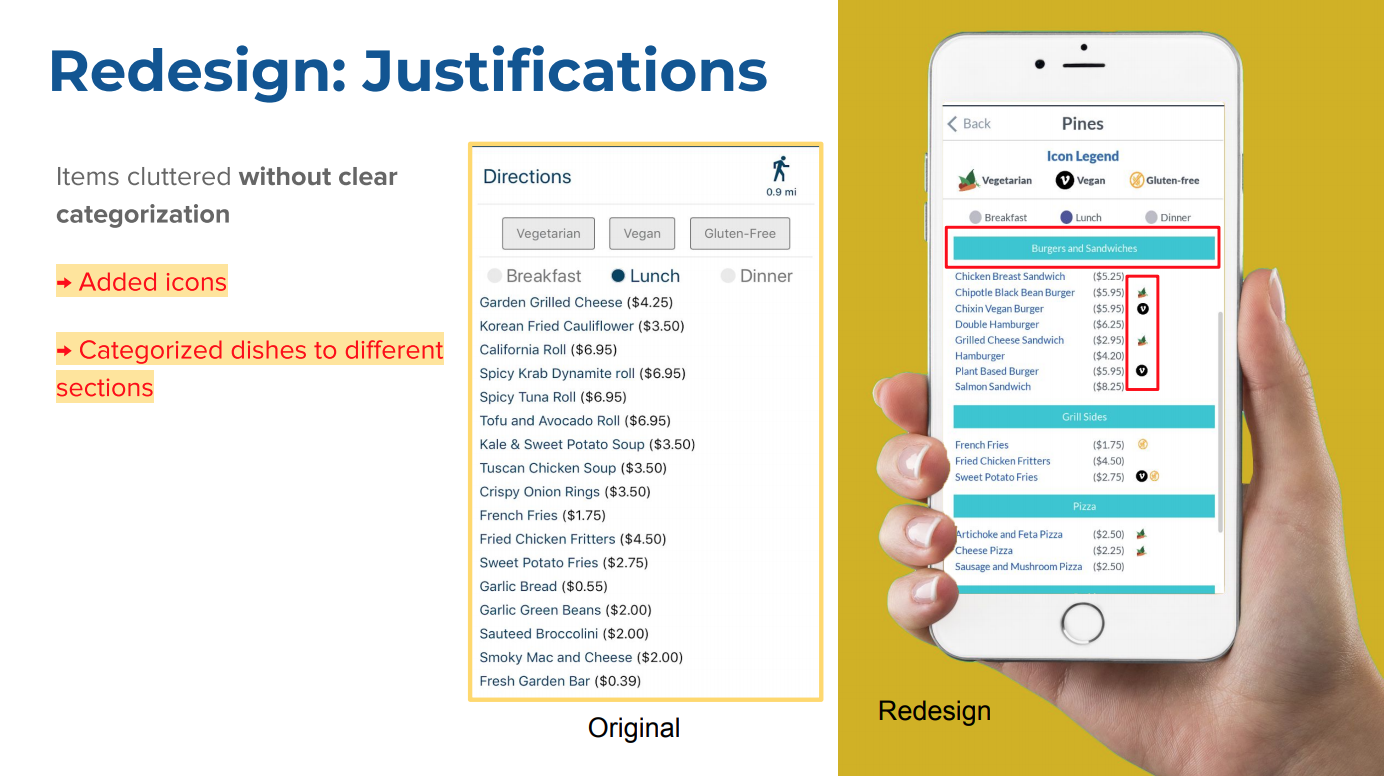 Redesign: Justifications
Items cluttered without clear
categorization
→ Added icons
→ Categorized dishes to different
sections
Directions
0.9 mi
Vegetarian Vegan Gluten-Free
Breakfast Lunch Dinner
Garden Grilled Cheese ($4.25)
Korean Fried Cauliflower ($3.50)
California Roll ($6.95)
Spicy Krab Dynamite roll ($6.95)
Spicy Tuna Roll ($6.95)
Tofu and Avocado Roll ($6.95)
Kale & Sweet Potato Soup ($3.50)
Tuscan Chicken Soup ($3.50)
Crispy Onion Rings ($3.50)
French Fries ($1.75)
Fried Chicken Fritters ($4.50)
Sweet Potato Fries ($2.75)
Garlic Bread ($0.55)
Garlic Green Beans ($2.00)
Sauteed Broccolini ($2.00)
Smoky Mac and Cheese ($2.00)
Fresh Garden Bar ($0.39)
Original
Back Pines
Icon Legend
Vegetarian V Vegan Gluten-free
Breakfast Lunch Dinner
Burgers and Sandwiches
Chicken Breast Sandwich ($5.25)
Chipotle Black Bean Burger ($5.95)
Chixin Vegan Burger ($5.95) V
Double Hamburger ($6.25)
Grilled Cheese Sandwich ($2.95)
Hamburger ($4.20)
Plant Based Burger ($5.95) V
Salmon Sandwich ($8.25)
Grill Sides
French Fries ($1.75)
Fried Chicken Fritters ($4.50)
Sweet Potato Fries ($2.75) V
Pizza
Artichoke and Feta Pizza ($2.50)
Cheese Pizza ($2.25)
Sausage and Mushroom Pizza ($2.50)
Redesign